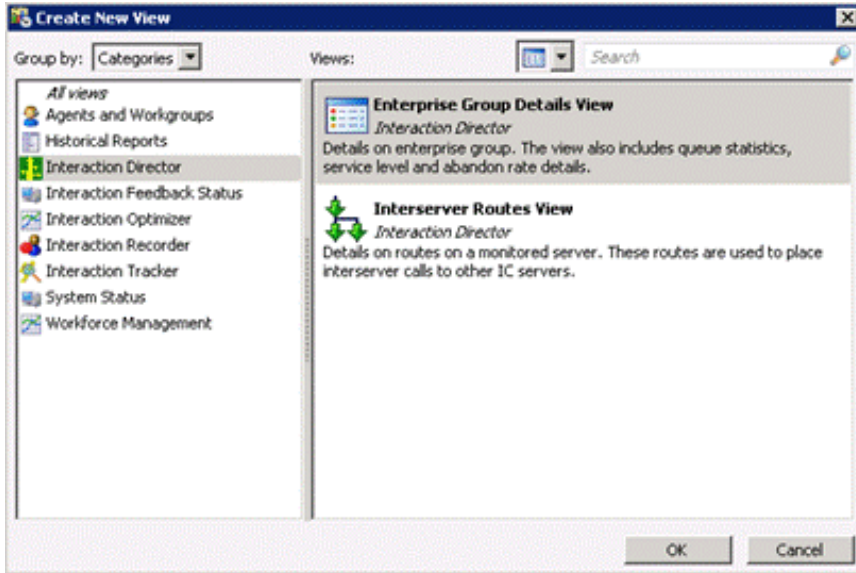 Create New View
Group by: Categories
Views:
Search
All views
Agents and Workgroups
Historical Reports
Interaction Director
Interaction Feedback Status
Interaction Optimizer
Interaction Recorder
Interaction Tracker
System Status
Workforce Management
Enterprise Group Details View
Interaction Director
Details on enterprise group. The view also includes queue statistics,
service level and abandon rate details.
Interserver Routes View
Interaction Director
Details on routes on a monitored server. These routes are used to place
interserver calls to other IC servers.
OK
Cancel